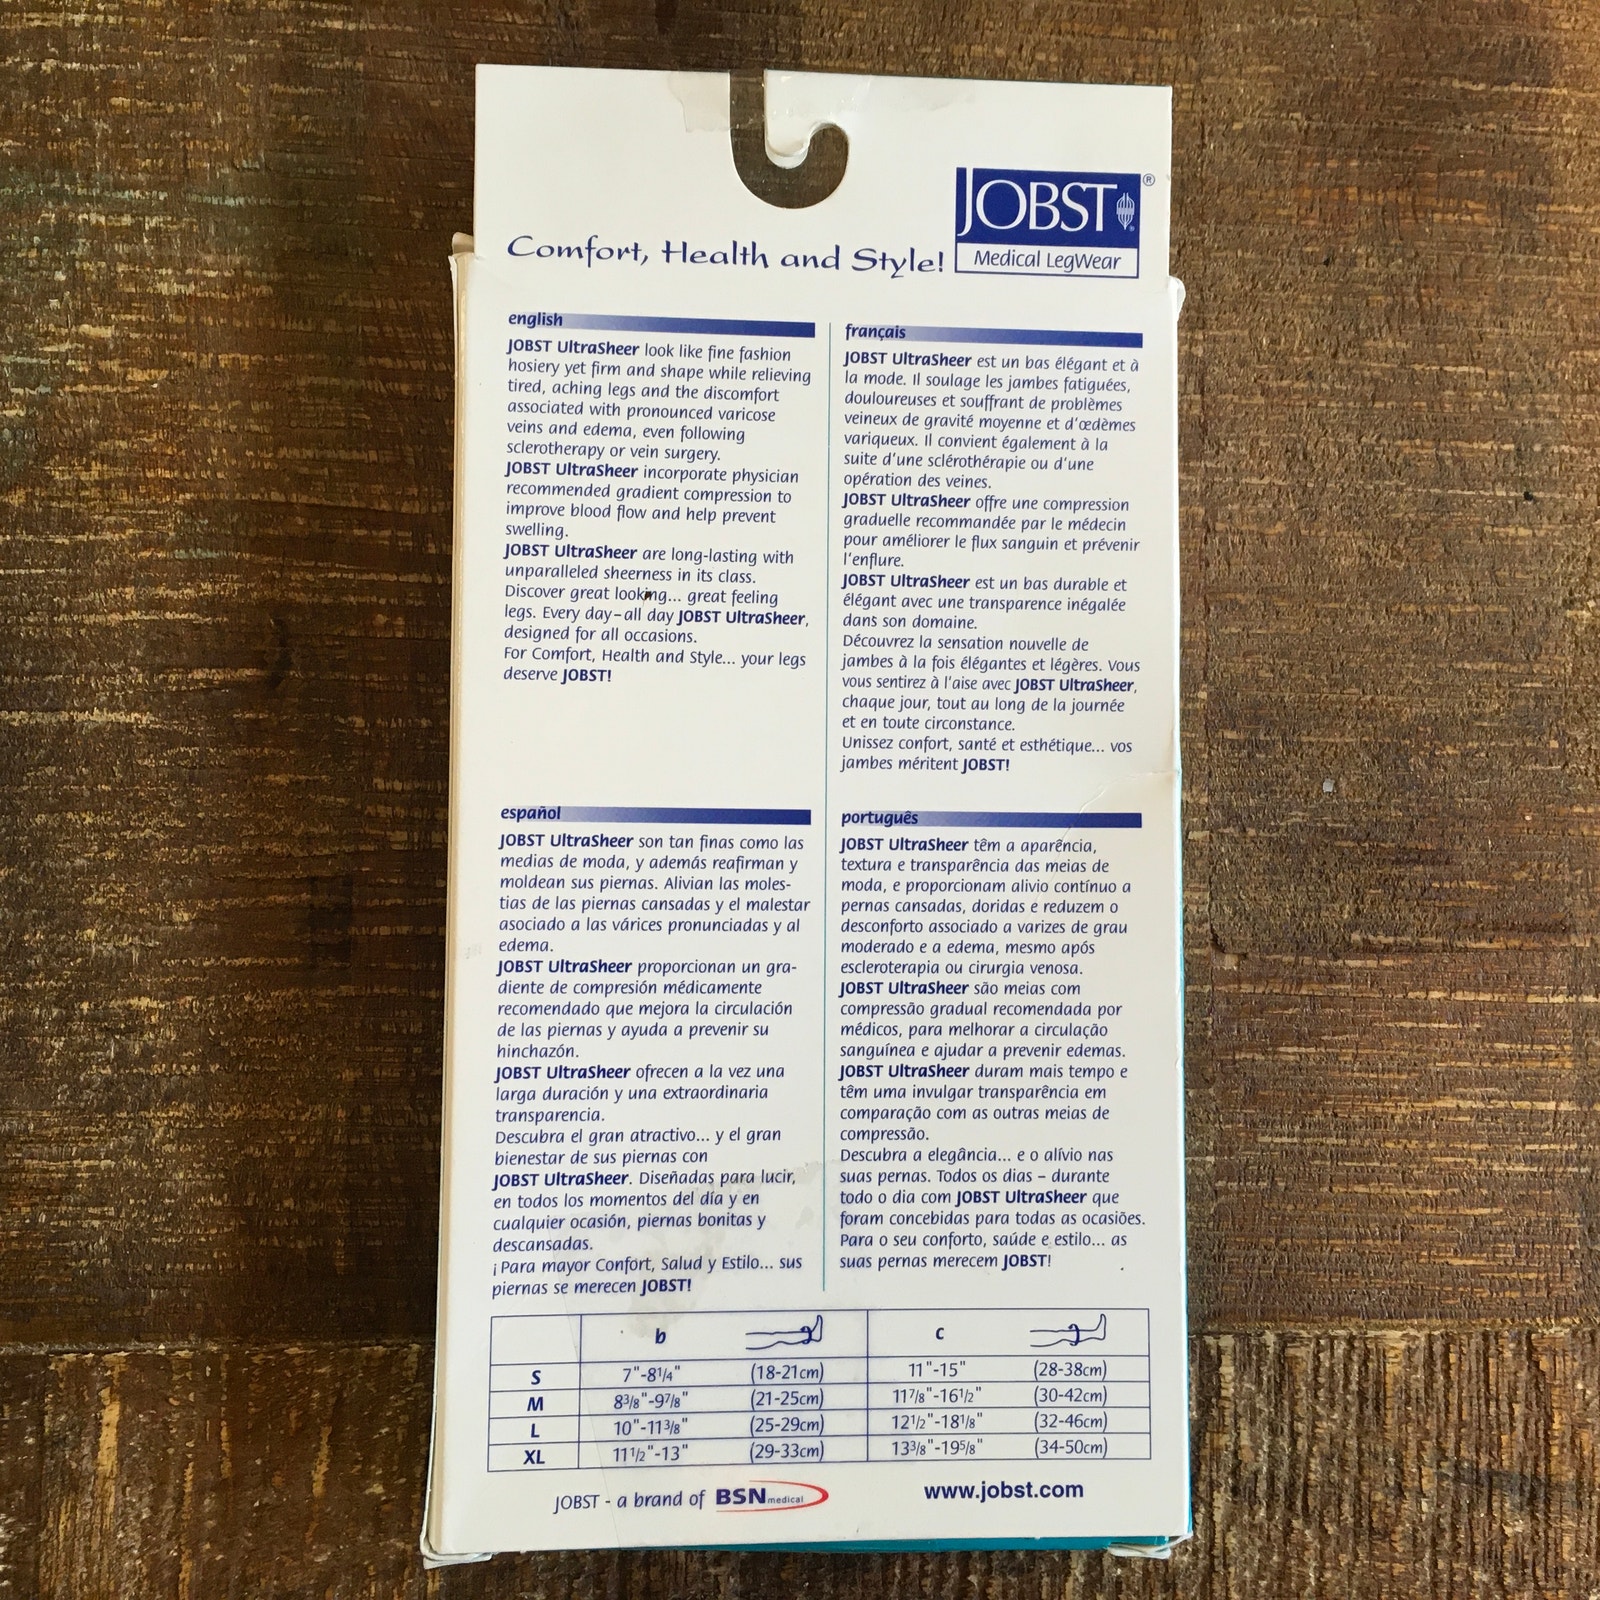 JOBST®
Medical LegWear
Comfort, Health and Style!
english
JOBST UltraSheer look like fine fashion
hosiery yet firm and shape while relieving
tired, aching legs and the discomfort
associated with pronounced varicose
veins and edema, even following
sclerotherapy or vein surgery.
JOBST UltraSheer incorporate physician
recommended gradient compression to
improve blood flow and help prevent
swelling.
JOBST UltraSheer are long-lasting with
unparalleled sheerness in its class.
Discover great looking... great feeling
legs. Every day–all day JOBST UltraSheer,
designed for all occasions.
For Comfort, Health and Style... your legs
deserve JOBST!
français
JOBST UltraSheer est un bas élégant et à
la mode. Il soulage les jambes fatiguées,
douloureuses et souffrant de problèmes
veineux de gravité moyenne et d'œdèmes
variqueux. Il convient également à la
suite d'une sclérothérapie ou d'une
opération des veines.
JOBST UltraSheer offre une compression
graduelle recommandée par le médecin
pour améliorer le flux sanguin et prévenir
l'enflure.
JOBST UltraSheer est un bas durable et
élégant avec une transparence inégalée
dans son domaine.
Découvrez la sensation nouvelle de
jambes à la fois élégantes et légères. Vous
vous sentirez à l'aise avec JOBST UltraSheer,
chaque jour, tout au long de la journée
et en toute circonstance.
Unissez confort, santé et esthétique... vos
jambes méritent JOBST!
español
JOBST UltraSheer son tan finas como las
medias de moda, y además reafirman y
moldean sus piernas. Alivian las moles-
tias de las piernas cansadas y el malestar
asociado a las várices pronunciadas y al
edema.
JOBST UltraSheer proporcionan un gra-
diente de compresión médicamente
recomendado que mejora la circulación
de las piernas y ayuda a prevenir su
hinchazón.
JOBST UltraSheer ofrecen a la vez una
larga duración y una extraordinaria
transparencia.
Descubra el gran atractivo... y el gran
bienestar de sus piernas con
JOBST UltraSheer. Diseñadas para lucir,
en todos los momentos del día y en
cualquier ocasión, piernas bonitas y
descansadas.
¡Para mayor Confort, Salud y Estilo... sus
piernas se merecen JOBST!
português
JOBST UltraSheer têm a aparência,
textura e transparência das meias de
moda, e proporcionam alivio contínuo a
pernas cansadas, doridas e reduzem o
desconforto associado a varizes de grau
moderado e a edema, mesmo após
escleroterapia ou cirurgia venosa.
JOBST UltraSheer são meias com
compressão gradual recomendada por
médicos, para melhorar a circulação
sanguínea e ajudar a prevenir edemas.
JOBST UltraSheer duram mais tempo e
têm uma invulgar transparência em
comparação com as outras meias de
compressão.
Descubra a elegância... e o alívio nas
suas pernas. Todos os dias – durante
todo o dia com JOBST UltraSheer que
foram concebidas para todas as ocasiões.
Para o seu conforto, saúde e estilo... as
suas pernas merecem JOBST!
b c
S 7"-8 1/4" (18-21cm) 11"-15" (28-38cm)
M 8 3/8"-9 7/8" (21-25cm) 11 7/8"-16 1/2" (30-42cm)
L 10"-11 3/8" (25-29cm) 12 1/2"-18 1/8" (32-46cm)
XL 11 1/2"-13" (29-33cm) 13 3/8"-19 5/8" (34-50cm)
JOBST - a brand of BSN medical
www.jobst.com